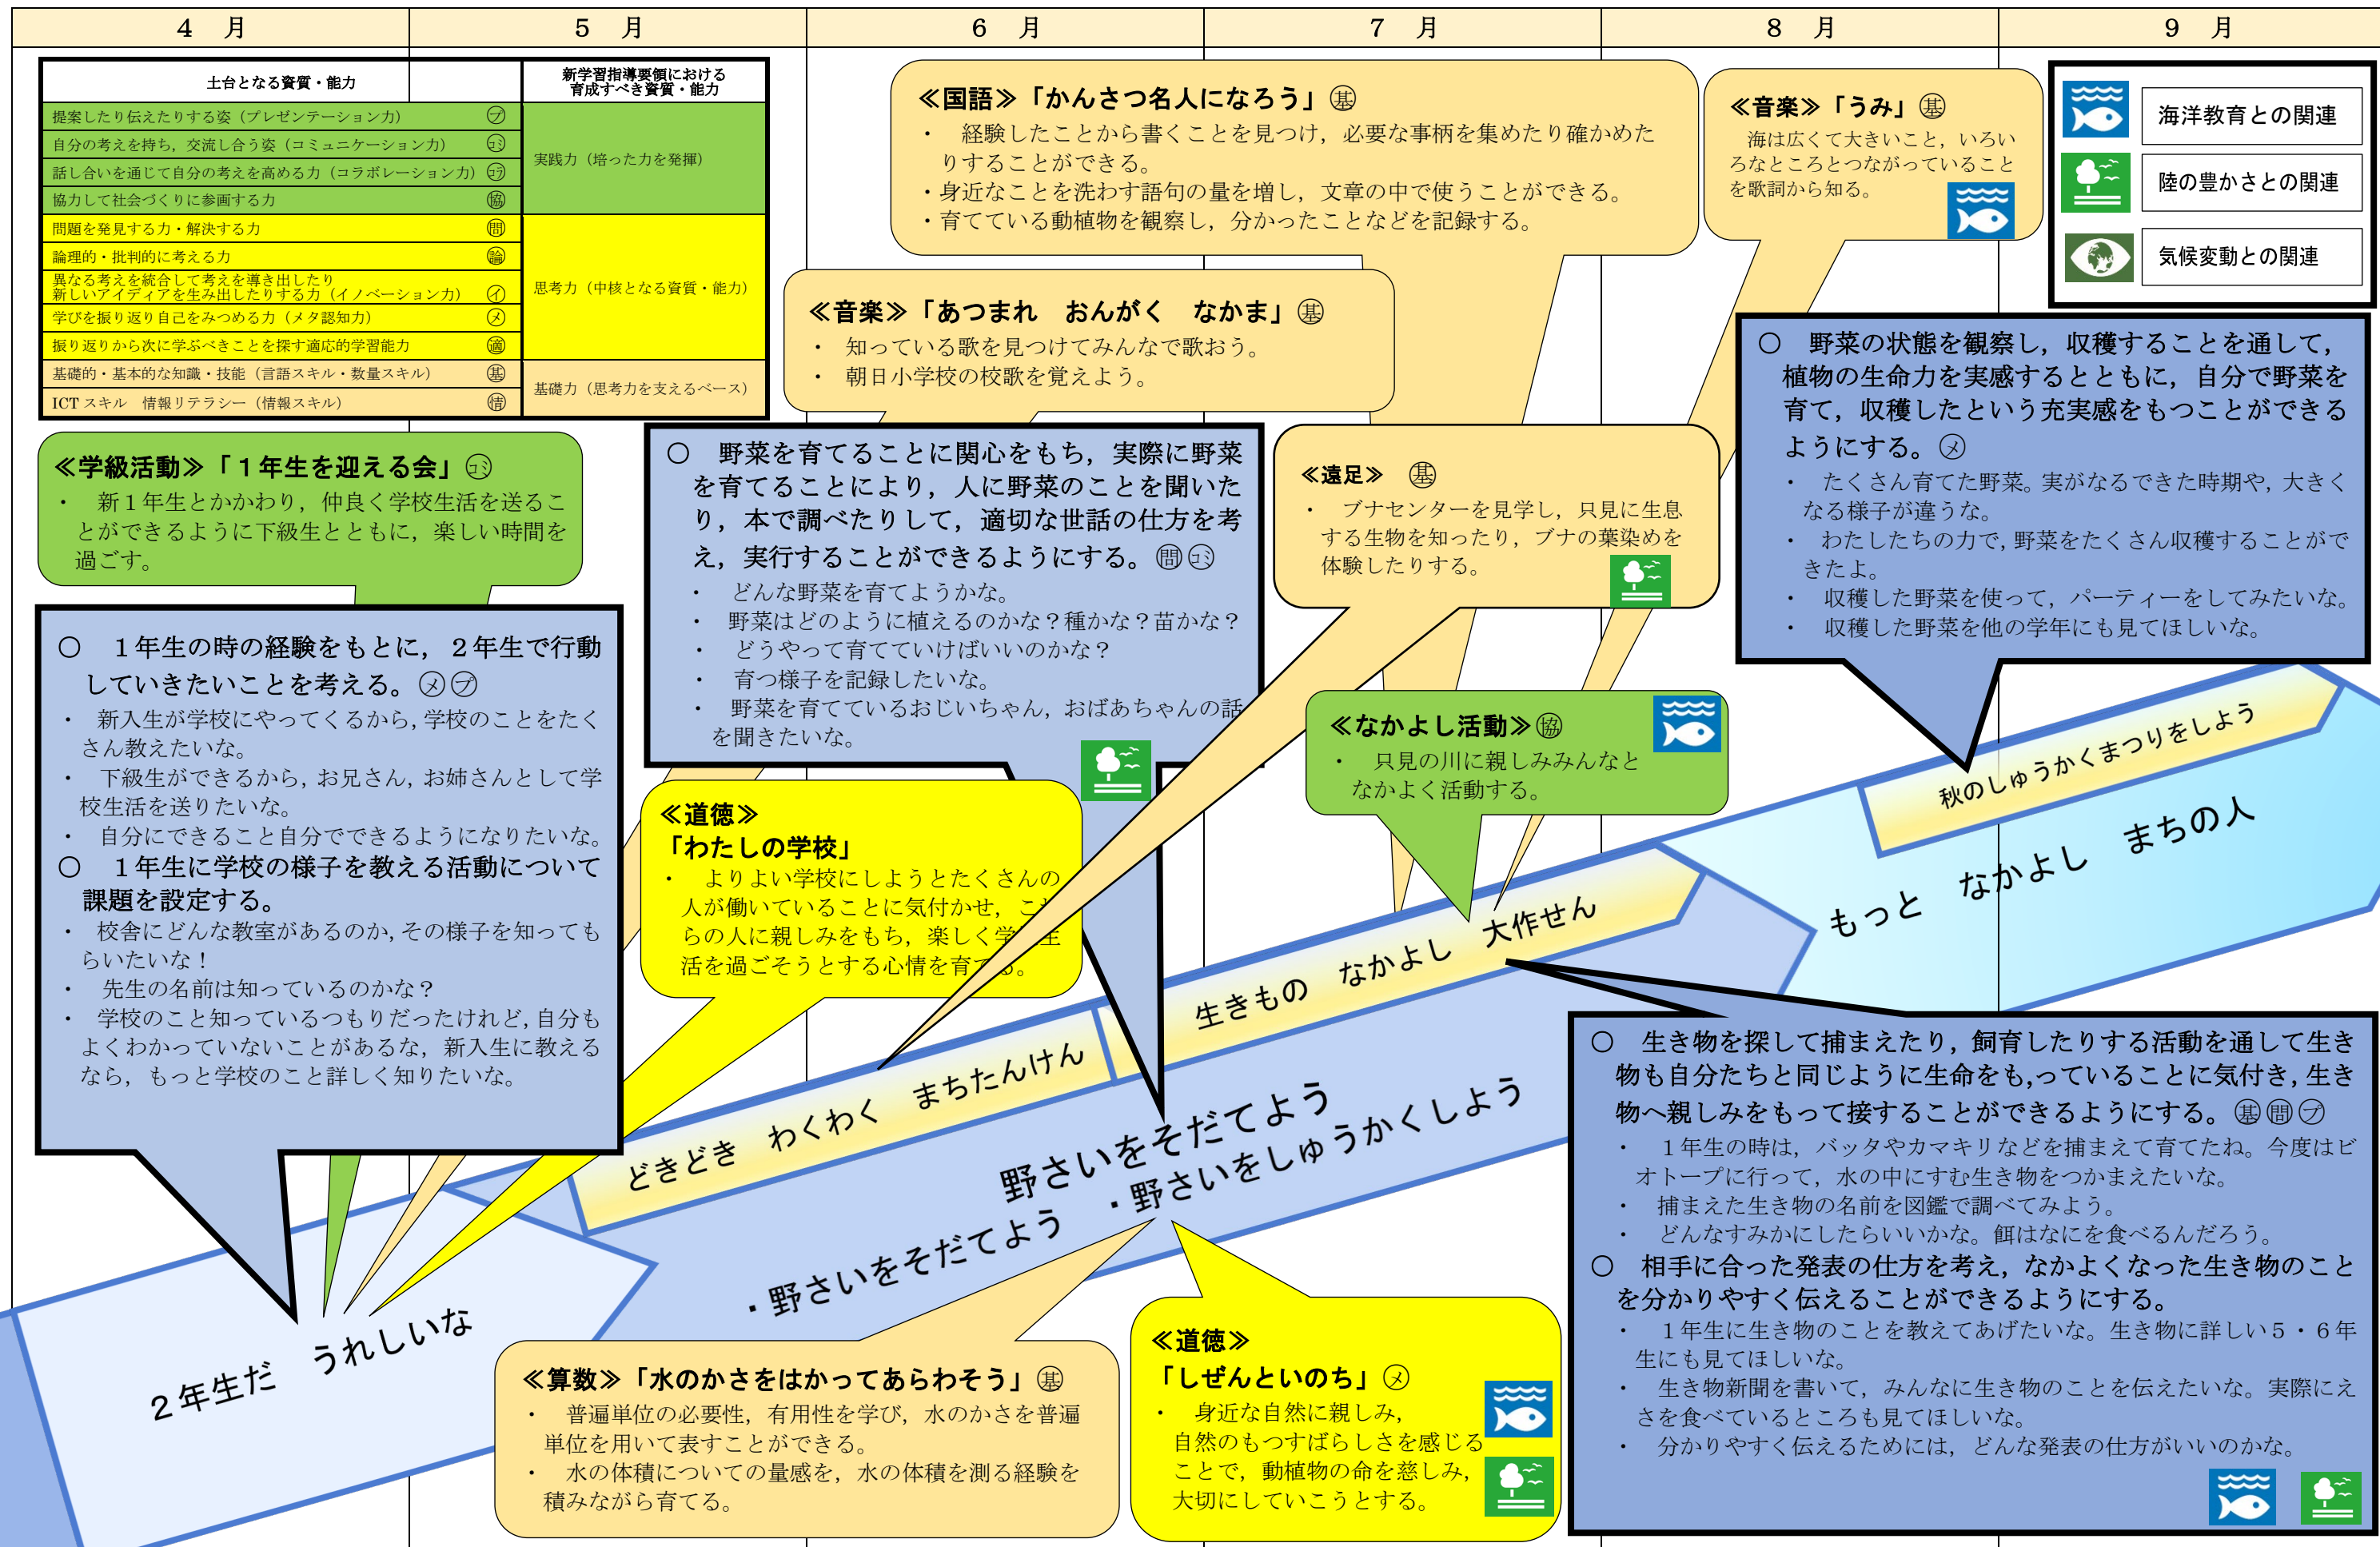 4 月
5 月
6 月
7 月
8 月
9 月
土台となる資質・能力
新学習指導要領における
育成すべき資質・能力
提案したり伝えたりする姿（プレゼンテーション力） プ
自分の考えを持ち，交流し合う姿（コミュニケーション力） コミ
話し合いを通じて自分の考えを高める力（コラボレーション力） コラ
協力して社会づくりに参画する力 協
実践力（培った力を発揮）
問題を発見する力・解決する力 問
論理的・批判的に考える力 論
異なる考えを統合して考えを導き出したり
新しいアイディアを生み出したりする力（イノベーション力） イ
学びを振り返り自己をみつめる力（メタ認知力） メ
振り返りから次に学ぶべきことを探す適応的学習能力 適
思考力（中核となる資質・能力）
基礎的・基本的な知識・技能（言語スキル・数量スキル） 基
ICTスキル 情報リテラシー（情報スキル） 情
基礎力（思考力を支えるベース）
≪国語≫「かんさつ名人になろう」㊄基
・ 経験したことから書くことを見つけ，必要な事柄を集めたり確かめた
りすることができる。
・身近なことを洗わす語句の量を増し，文章の中で使うことができる。
・育てている動植物を観察し，分かったことなどを記録する。
≪音楽≫「うみ」基
海は広くて大きいこと，いろい
ろなところとつながっていること
を歌詞から知る。
海洋教育との関連
陸の豊かさとの関連
気候変動との関連
≪音楽≫「あつまれ おんがく なかま」基
・ 知っている歌を見つけてみんなで歌おう。
・ 朝日小学校の校歌を覚えよう。
≪学級活動≫「１年生を迎える会」コミ
・ 新１年生とかかわり，仲良く学校生活を送るこ
とができるように下級生とともに，楽しい時間を
過ごす。
○ 野菜を育てることに関心をもち，実際に野菜
を育てることにより，人に野菜のことを聞いた
り，本で調べたりして，適切な世話の仕方を考
え，実行することができるようにする。問コミ
・ どんな野菜を育てようかな。
・ 野菜はどのように植えるのかな？種かな？苗かな？
・ どうやって育てていけばいいのかな？
・ 育つ様子を記録したいな。
・ 野菜を育てているおじいちゃん，おばあちゃんの話
を聞きたいな。
≪遠足≫ 基
・ ブナセンターを見学し，只見に生息
する生物を知ったり，ブナの葉染めを
体験したりする。
○ 野菜の状態を観察し，収穫することを通して，
植物の生命力を実感するとともに，自分で野菜を
育て，収穫したという充実感をもつことができる
ようにする。メ
・ たくさん育てた野菜。実がなるできた時期や，大きく
なる様子が違うな。
・ わたしたちの力で，野菜をたくさん収穫することがで
きたよ。
・ 収穫した野菜を使って，パーティーをしてみたいな。
・ 収穫した野菜を他の学年にも見てほしいな。
○ １年生の時の経験をもとに，２年生で行動
していきたいことを考える。メプ
・ 新入生が学校にやってくるから，学校のことをたく
さん教えたいな。
・ 下級生ができるから，お兄さん，お姉さんとして学
校生活を送りたいな。
・ 自分にできること自分でできるようになりたいな。
○ １年生に学校の様子を教える活動について
課題を設定する。
・ 校舎にどんな教室があるのか，その様子を知っても
らいたいな！
・ 先生の名前は知っているのかな？
・ 学校のこと知っているつもりだったけれど，自分も
よくわかっていないことがあるな，新入生に教える
なら，もっと学校のこと詳しく知りたいな。
≪道徳≫
「わたしの学校」
・ よりよい学校にしようとたくさんの
人が働いていることに気付かせ，こ
らの人に親しみをもち，楽しく学 生
活を過ごそうとする心情を育て る。
≪なかよし活動≫協
・ 只見の川に親しみみんなと
なかよく活動する。
秋のしゅうかくまつりをしよう
もっと なかよし まちの人
生きもの なかよし 大作せん
どきどき わくわく まちたんけん
野さいをそだてよう
・野さいをそだてよう ・野さいをしゅうかくしよう
２年生だ うれしいな
≪算数≫「水のかさをはかってあらわそう」基
・ 普遍単位の必要性，有用性を学び，水のかさを普遍
単位を用いて表すことができる。
・ 水の体積についての量感を，水の体積を測る経験を
積みながら育てる。
≪道徳≫
「しぜんといのち」メ
・ 身近な自然に親しみ，
自然のもつすばらしさを感じる
ことで，動植物の命を慈しみ，
大切にしていこうとする。
○ 生き物を探して捕まえたり，飼育したりする活動を通して生き
物も自分たちと同じように生命をも，っていることに気付き，生き
物へ親しみをもって接することができるようにする。基問プ
・ １年生の時は，バッタやカマキリなどを捕まえて育てたね。今度はビ
オトープに行って，水の中にすむ生き物をつかまえたいな。
・ 捕まえた生き物の名前を図鑑で調べてみよう。
・ どんなすみかにしたらいいかな。餌はなにを食べるんだろう。
○ 相手に合った発表の仕方を考え，なかよくなった生き物のこと
を分かりやすく伝えることができるようにする。
・ １年生に生き物のことを教えてあげたいな。生き物に詳しい５・６年
生にも見てほしいな。
・ 生き物新聞を書いて，みんなに生き物のことを伝えたいな。実際にえ
さを食べているところも見てほしいな。
・ 分かりやすく伝えるためには，どんな発表の仕方がいいのかな。